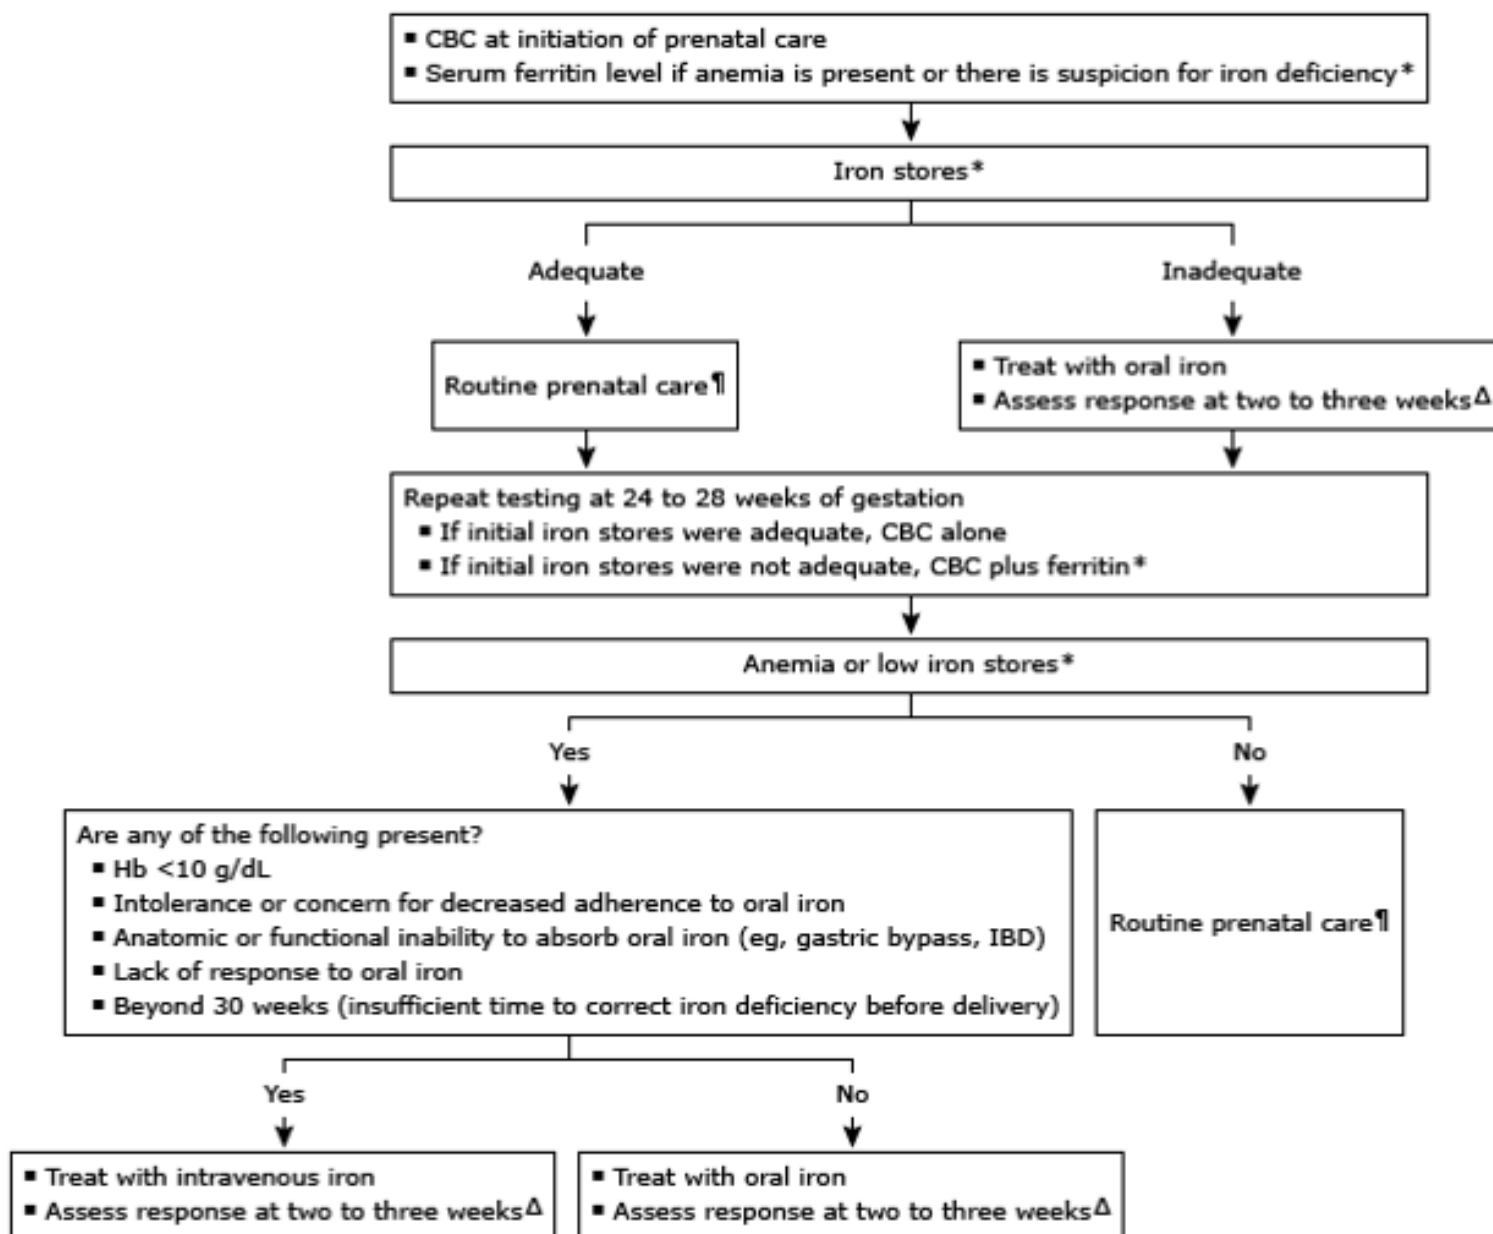 ▪ CBC at initiation of prenatal care
▪ Serum ferritin level if anemia is present or there is suspicion for iron deficiency*
Iron stores*
Adequate
Inadequate
Routine prenatal care¶
▪ Treat with oral iron
▪ Assess response at two to three weeksΔ
Repeat testing at 24 to 28 weeks of gestation
▪ If initial iron stores were adequate, CBC alone
▪ If initial iron stores were not adequate, CBC plus ferritin*
Anemia or low iron stores*
Yes
No
Are any of the following present?
▪ Hb <10 g/dL
▪ Intolerance or concern for decreased adherence to oral iron
▪ Anatomic or functional inability to absorb oral iron (eg, gastric bypass, IBD)
▪ Lack of response to oral iron
▪ Beyond 30 weeks (insufficient time to correct iron deficiency before delivery)
Routine prenatal care¶
Yes
No
▪ Treat with intravenous iron
▪ Assess response at two to three weeksΔ
▪ Treat with oral iron
▪ Assess response at two to three weeksΔ